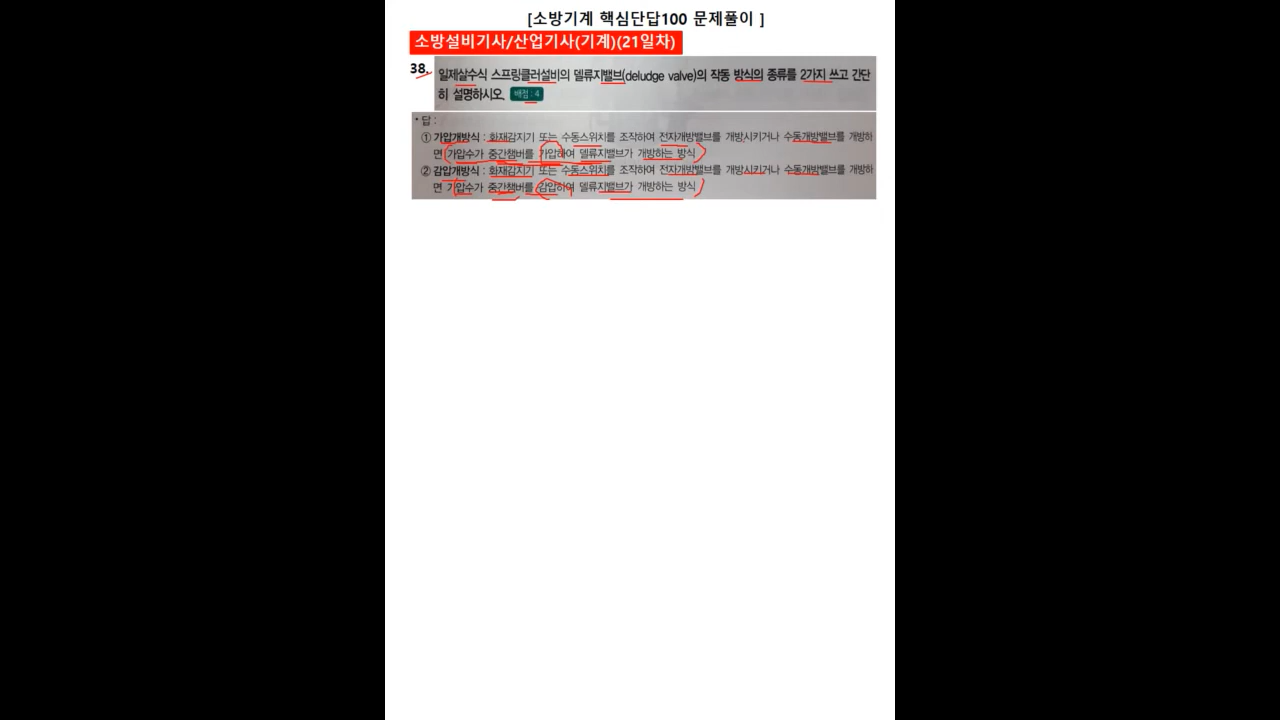 [소방기계 핵심단답100 문제풀이 ]
소방설비기사/산업기사(기계)(21일차)
38. 일제살수식 스프링클러설비의 델류지밸브(deludge valve)의 작동 방식의 종류를 2가지 쓰고 간단
히 설명하시오. 배점 : 4
• 답 :
① 가압개방식 : 화재감지기 또는 수동스위치를 조작하여 전자개방밸브를 개방시키거나 수동개방밸브를 개방하
면 가압수가 중간챔버를 가압하여 델류지밸브가 개방하는 방식
② 감압개방식 : 화재감지기 또는 수동스위치를 조작하여 전자개방밸브를 개방시키거나 수동개방밸브를 개방하
면 가압수가 중간챔버를 감압하여 델류지밸브가 개방하는 방식